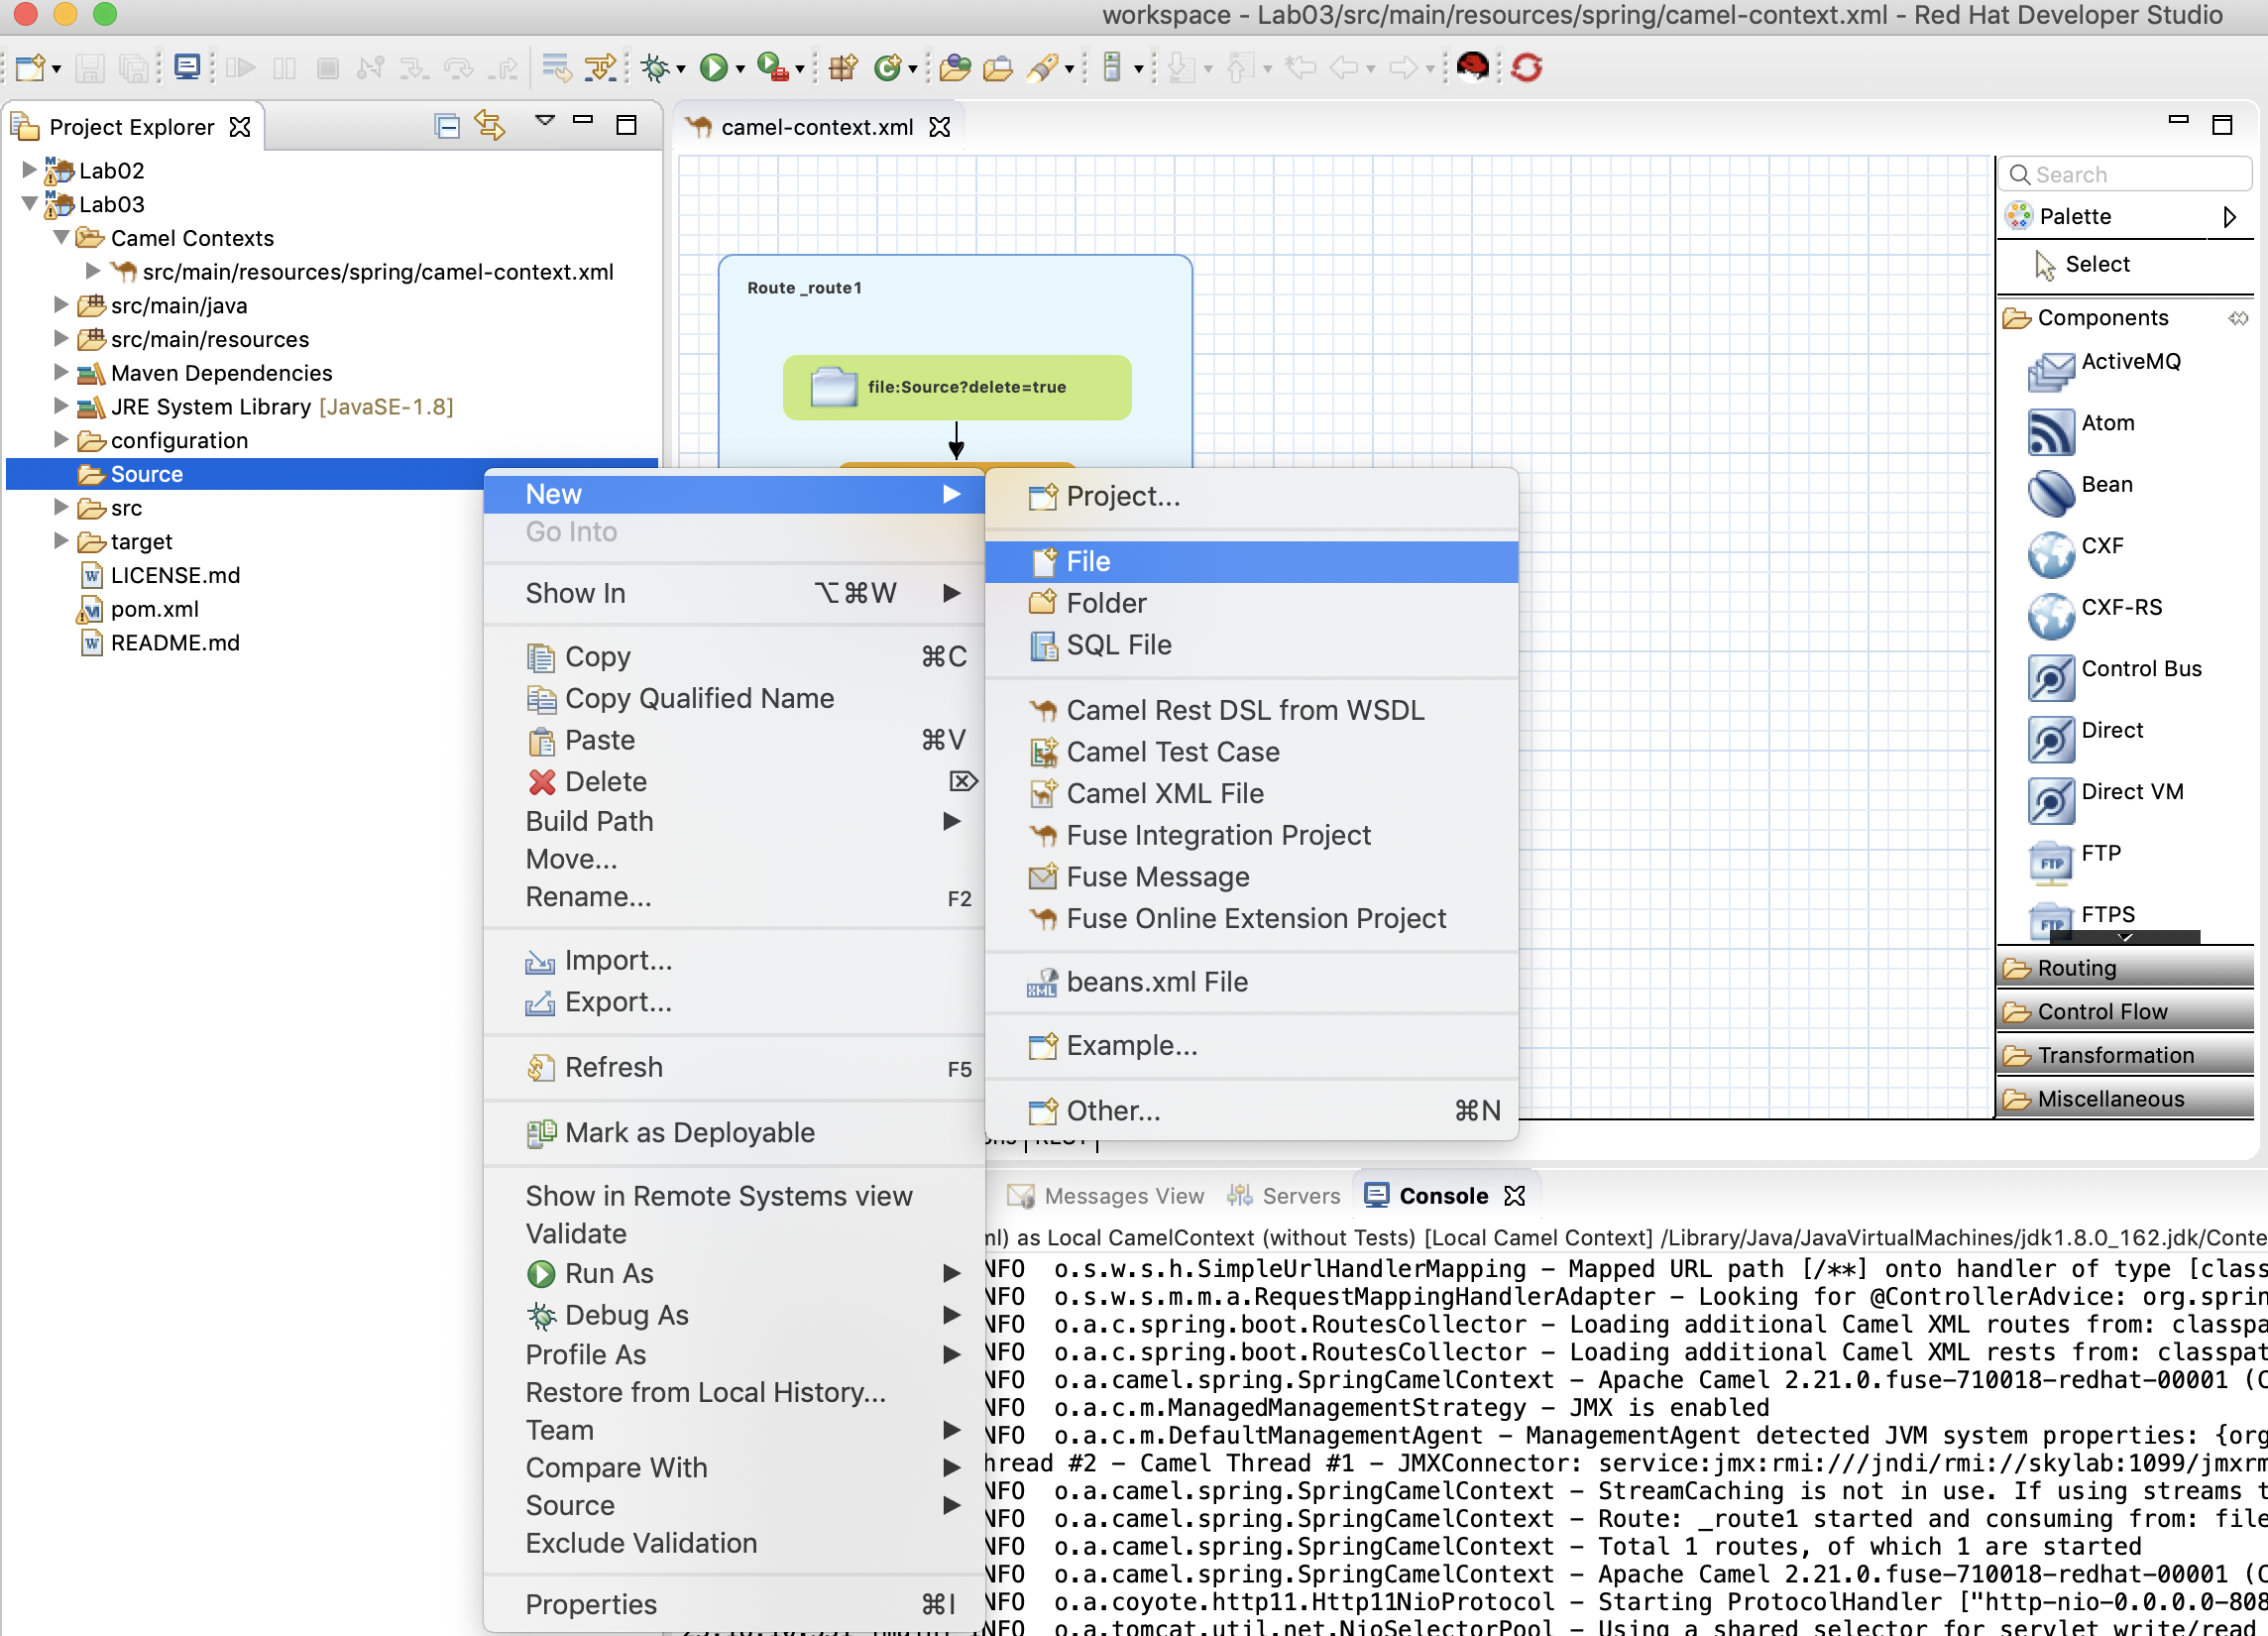 workspace - Lab03/src/main/resources/spring/camel-context.xml - Red Hat Developer Studio
Project Explorer
Lab02
Lab03
Camel Contexts
src/main/resources/spring/camel-context.xml
src/main/java
src/main/resources
Maven Dependencies
JRE System Library [JavaSE-1.8]
configuration
Source
src
target
LICENSE.md
pom.xml
README.md
camel-context.xml
Route _route1
file:Source?delete=true
New
Go Into
Show In ⌥⌘W
Copy ⌘C
Copy Qualified Name
Paste ⌘V
Delete ⌦
Build Path
Move...
Rename... F2
Import...
Export...
Refresh F5
Mark as Deployable
Show in Remote Systems view
Validate
Run As
Debug As
Profile As
Restore from Local History...
Team
Compare With
Source
Exclude Validation
Properties ⌘I
Project...
File
Folder
SQL File
Camel Rest DSL from WSDL
Camel Test Case
Camel XML File
Fuse Integration Project
Fuse Message
Fuse Online Extension Project
beans.xml File
Example...
Other... ⌘N
Search
Palette
Select
Components
ActiveMQ
Atom
Bean
CXF
CXF-RS
Control Bus
Direct
Direct VM
FTP
FTPS
Routing
Control Flow
Transformation
Miscellaneous
Messages View
Servers
Console
ml) as Local CamelContext (without Tests) [Local Camel Context] /Library/Java/JavaVirtualMachines/jdk1.8.0_162.jdk/Conte
NFO o.s.w.s.h.SimpleUrlHandlerMapping - Mapped URL path [/**] onto handler of type [class
NFO o.s.w.s.m.m.a.RequestMappingHandlerAdapter - Looking for @ControllerAdvice: org.sprin
NFO o.a.c.spring.boot.RoutesCollector - Loading additional Camel XML routes from: classpa
NFO o.a.c.spring.boot.RoutesCollector - Loading additional Camel XML rests from: classpat
NFO o.a.camel.spring.SpringCamelContext - Apache Camel 2.21.0.fuse-710018-redhat-00001 (C
NFO o.a.c.m.ManagedManagementStrategy - JMX is enabled
NFO o.a.c.m.DefaultManagementAgent - ManagementAgent detected JVM system properties: {org
hread #2 - Camel Thread #1 - JMXConnector: service:jmx:rmi:///jndi/rmi://skylab:1099/jmxrm
NFO o.a.camel.spring.SpringCamelContext - StreamCaching is not in use. If using streams t
NFO o.a.camel.spring.SpringCamelContext - Route: _route1 started and consuming from: file
NFO o.a.camel.spring.SpringCamelContext - Total 1 routes, of which 1 are started
NFO o.a.camel.spring.SpringCamelContext - Apache Camel 2.21.0.fuse-710018-redhat-00001 (C
NFO o.a.coyote.http11.Http11NioProtocol - Starting ProtocolHandler ["http-nio-0.0.0.0-808
NFO o.a.tomcat.util.net.NioSelectorPool - Using a shared selector for servlet write/read